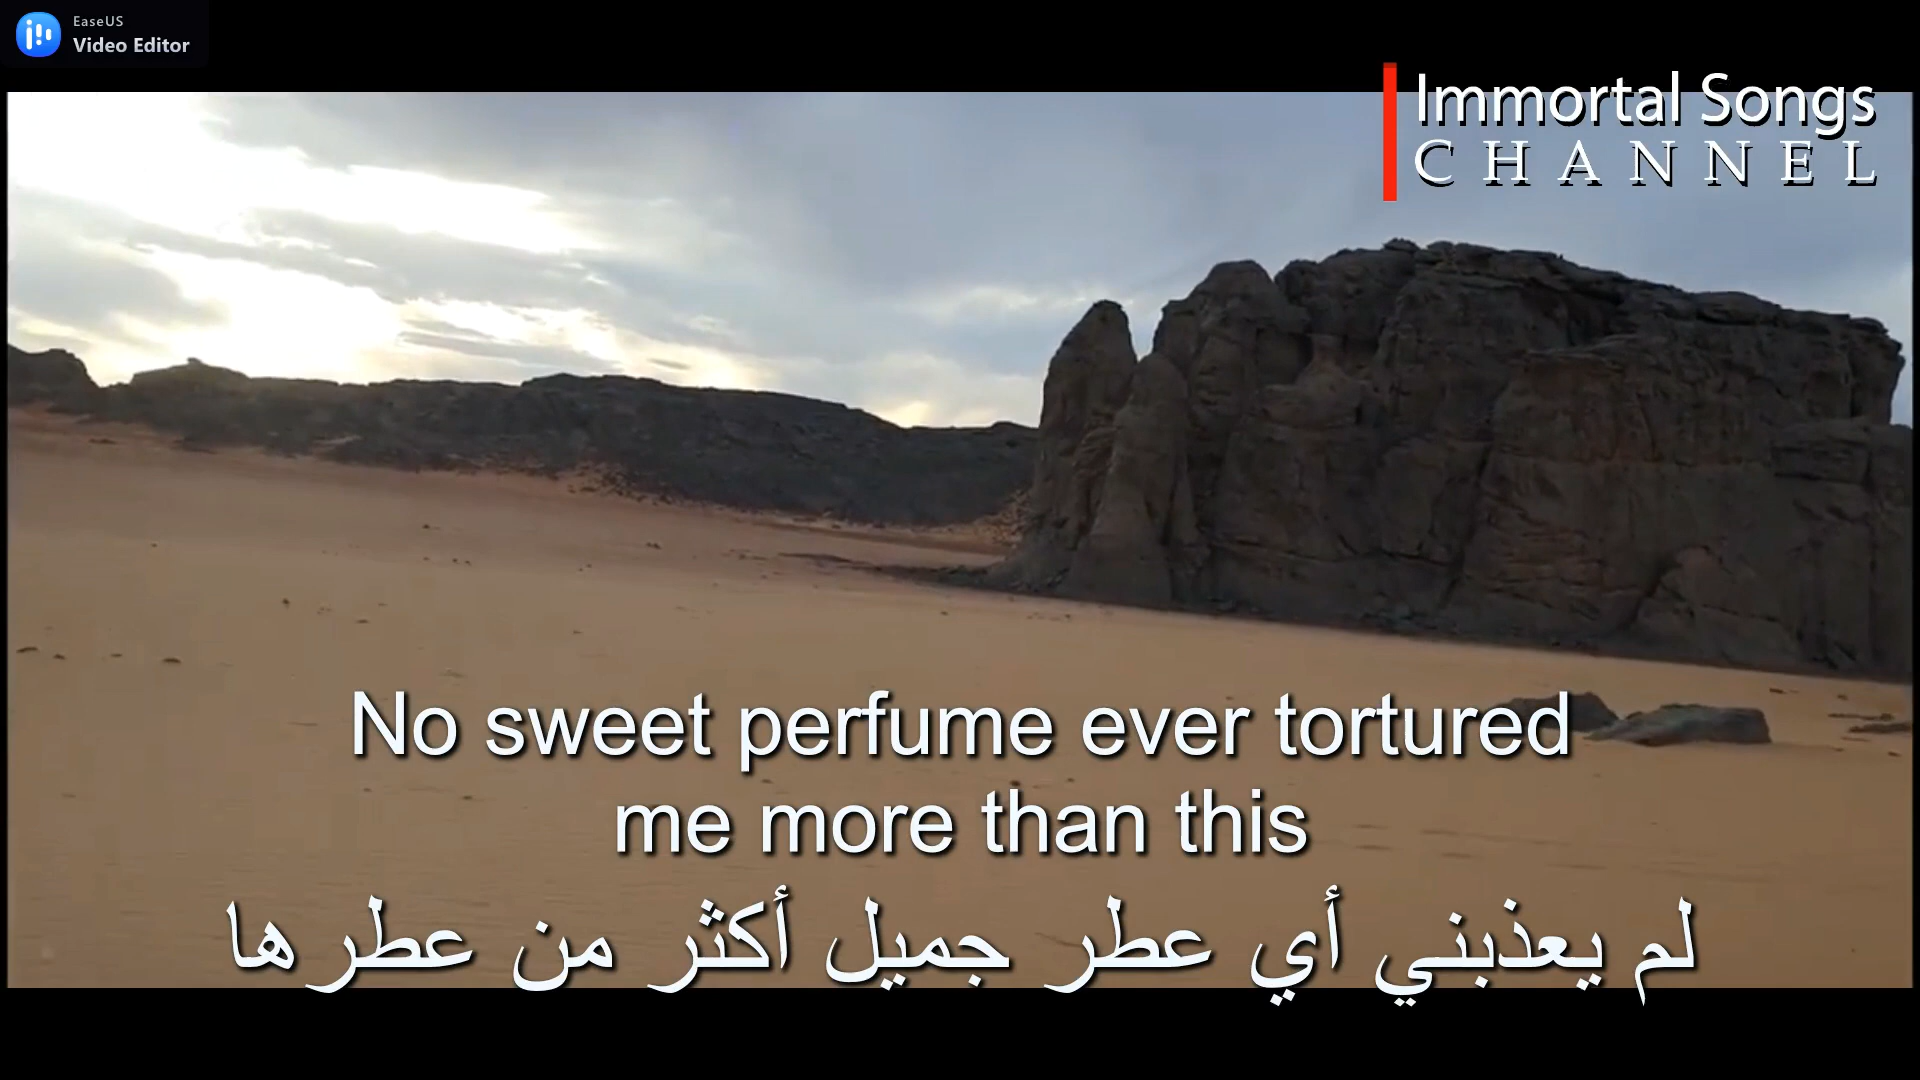 EaseUS
Video Editor
Immortal Songs
CHANNEL
No sweet perfume ever tortured
me more than this
لم يعذبني أي عطر جميل أكثر من عطرها